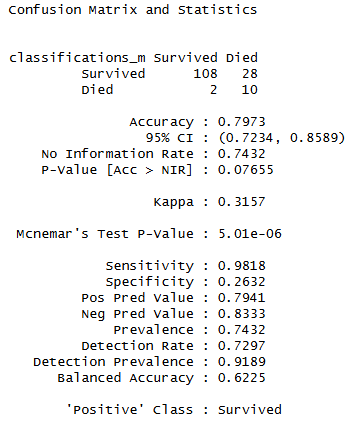 Confusion Matrix and Statistics
classifications_m Survived Died
Survived 108 28
Died 2 10
Accuracy : 0.7973
95% CI : (0.7234, 0.8589)
No Information Rate : 0.7432
P-Value [Acc > NIR] : 0.07655
Kappa : 0.3157
Mcnemar's Test P-Value : 5.01e-06
Sensitivity : 0.9818
Specificity : 0.2632
Pos Pred Value : 0.7941
Neg Pred Value : 0.8333
Prevalence : 0.7432
Detection Rate : 0.7297
Detection Prevalence : 0.9189
Balanced Accuracy : 0.6225
'Positive' Class : Survived